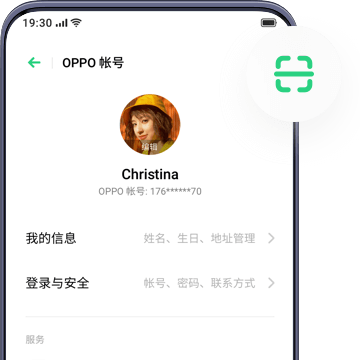 19:30
OPPO 帐号
编辑
Christina
OPPO 帐号: 176******70
我的信息 姓名、生日、地址管理
登录与安全 帐号、密码、联系方式
服务